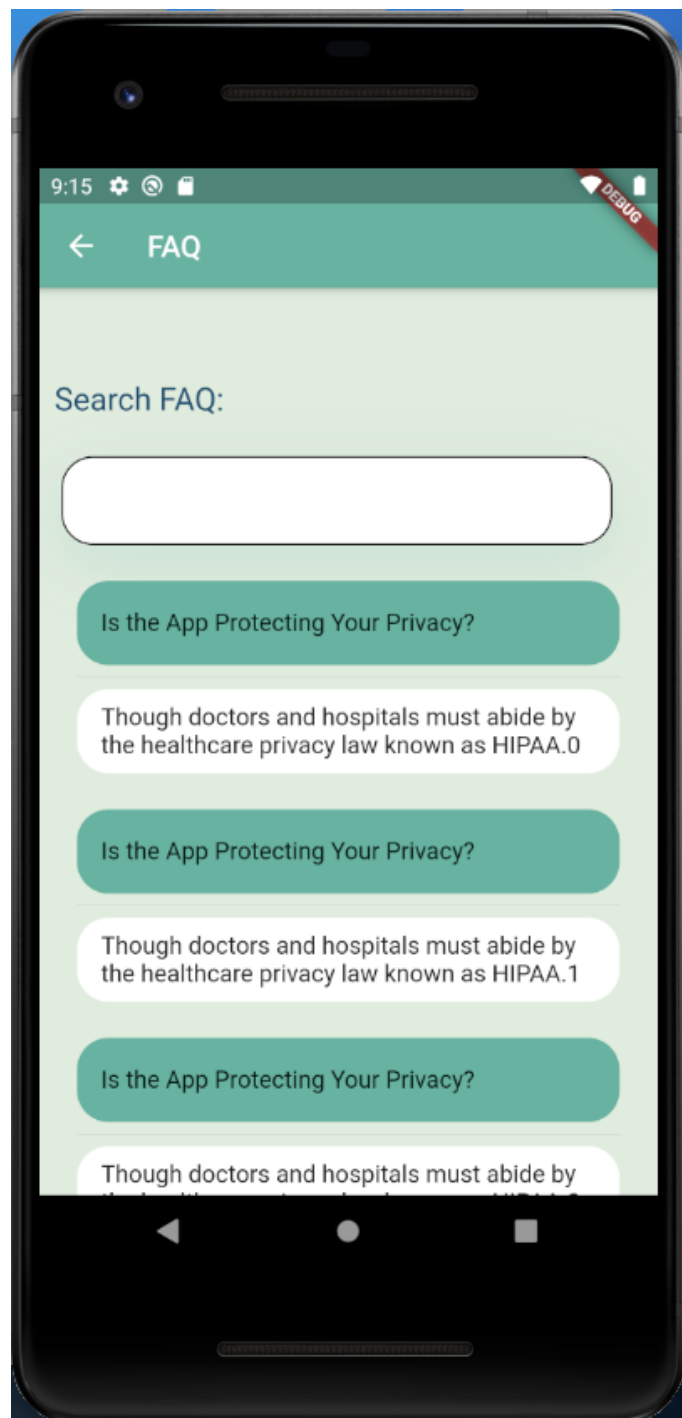 9:15
DEBUG
FAQ
Search FAQ:
Is the App Protecting Your Privacy?
Though doctors and hospitals must abide by
the healthcare privacy law known as HIPAA.0
Is the App Protecting Your Privacy?
Though doctors and hospitals must abide by
the healthcare privacy law known as HIPAA.1
Is the App Protecting Your Privacy?
Though doctors and hospitals must abide by